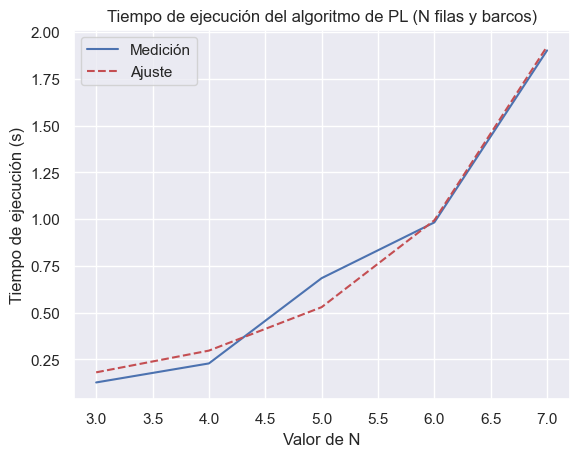 Tiempo de ejecución del algoritmo de PL (N filas y barcos)
Medición
Ajuste
Tiempo de ejecución (s)
2.00
1.75
1.50
1.25
1.00
0.75
0.50
0.25
3.0 3.5 4.0 4.5 5.0 5.5 6.0 6.5 7.0
Valor de N